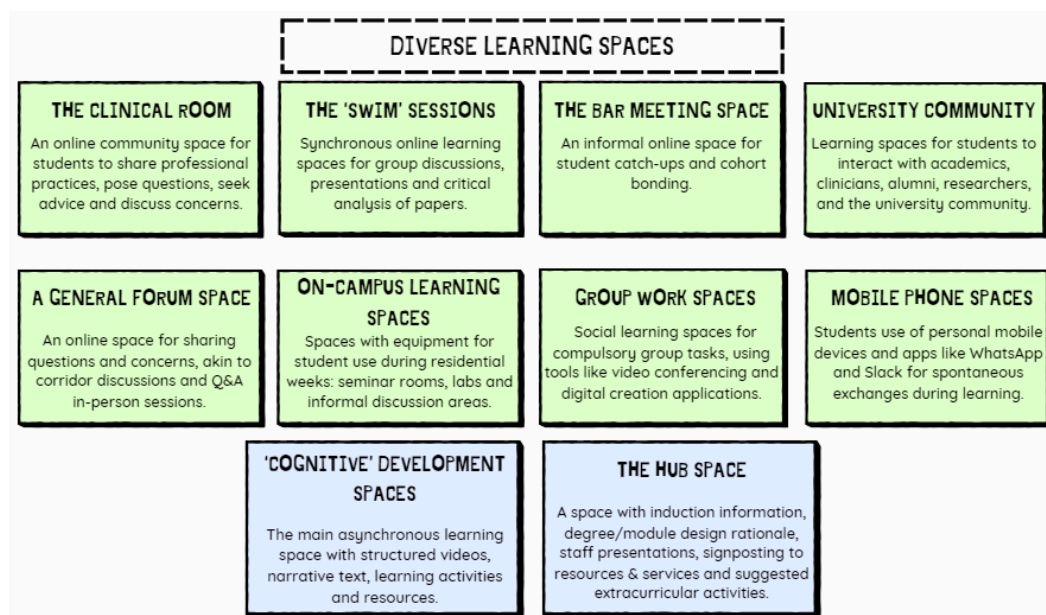 DIVERSE LEARNING SPACES
THE CLINICAL ROOM
An online community space for
students to share professional
practices, pose questions, seek
advice and discuss concerns.
THE 'SWIM' SESSIONS
Synchronous online learning
spaces for group discussions,
presentations and critical
analysis of papers.
THE BAR MEETING SPACE
An informal online space for
student catch-ups and cohort
bonding.
UNIVERSITY COMMUNITY
Learning spaces for students to
interact with academics,
clinicians, alumni, researchers,
and the university community.
A GENERAL FORUM SPACE
An online space for sharing
questions and concerns, akin to
corridor discussions and Q&A
in-person sessions.
ON-CAMPUS LEARNING
SPACES
Spaces with equipment for
student use during residential
weeks: seminar rooms, labs and
informal discussion areas.
GROUP WORK SPACES
Social learning spaces for
compulsory group tasks, using
tools like video conferencing and
digital creation applications.
MOBILE PHONE SPACES
Students use of personal mobile
devices and apps like WhatsApp
and Slack for spontaneous
exchanges during learning.
'COGNITIVE' DEVELOPMENT
SPACES
The main asynchronous learning
space with structured videos,
narrative text, learning activities
and resources.
THE HUB SPACE
A space with induction information,
degree/module design rationale,
staff presentations, signposting to
resources & services and suggested
extracurricular activities.